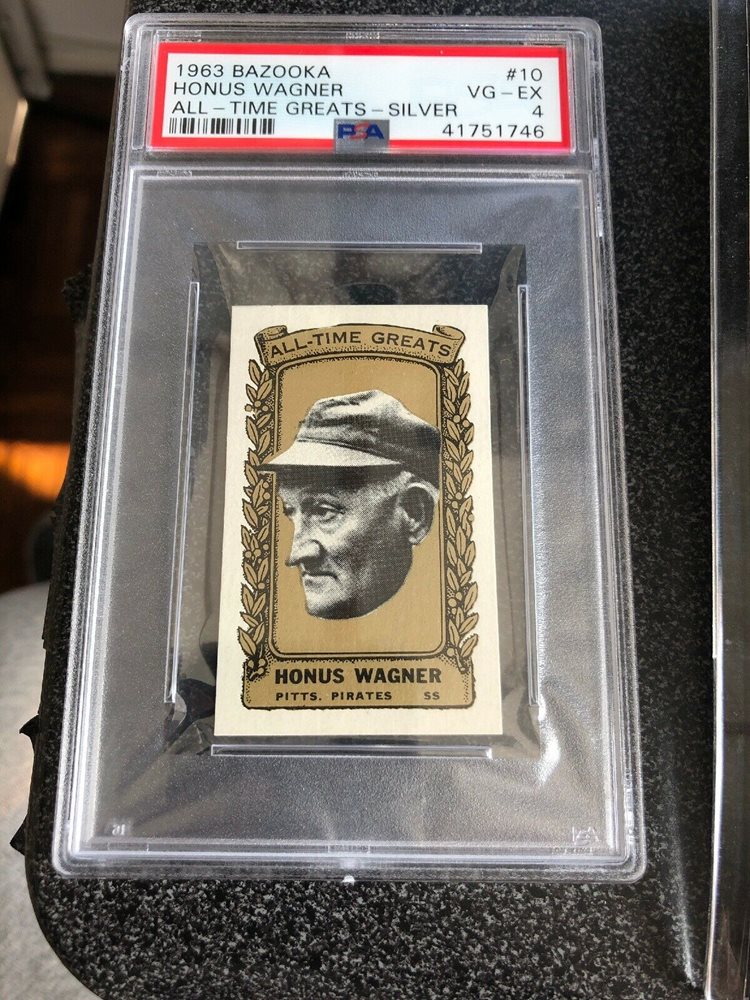 1963 BAZOOKA #10
HONUS WAGNER VG-EX
ALL-TIME GREATS-SILVER 4
PSA 41751746
ALL-TIME GREATS
HONUS WAGNER
PITTS. PIRATES SS